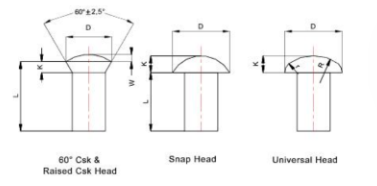 60°±2,5°
D
D
D
K
W
L
K
L
K
r
R
60° Csk &
Raised Csk Head
Snap Head
Universal Head